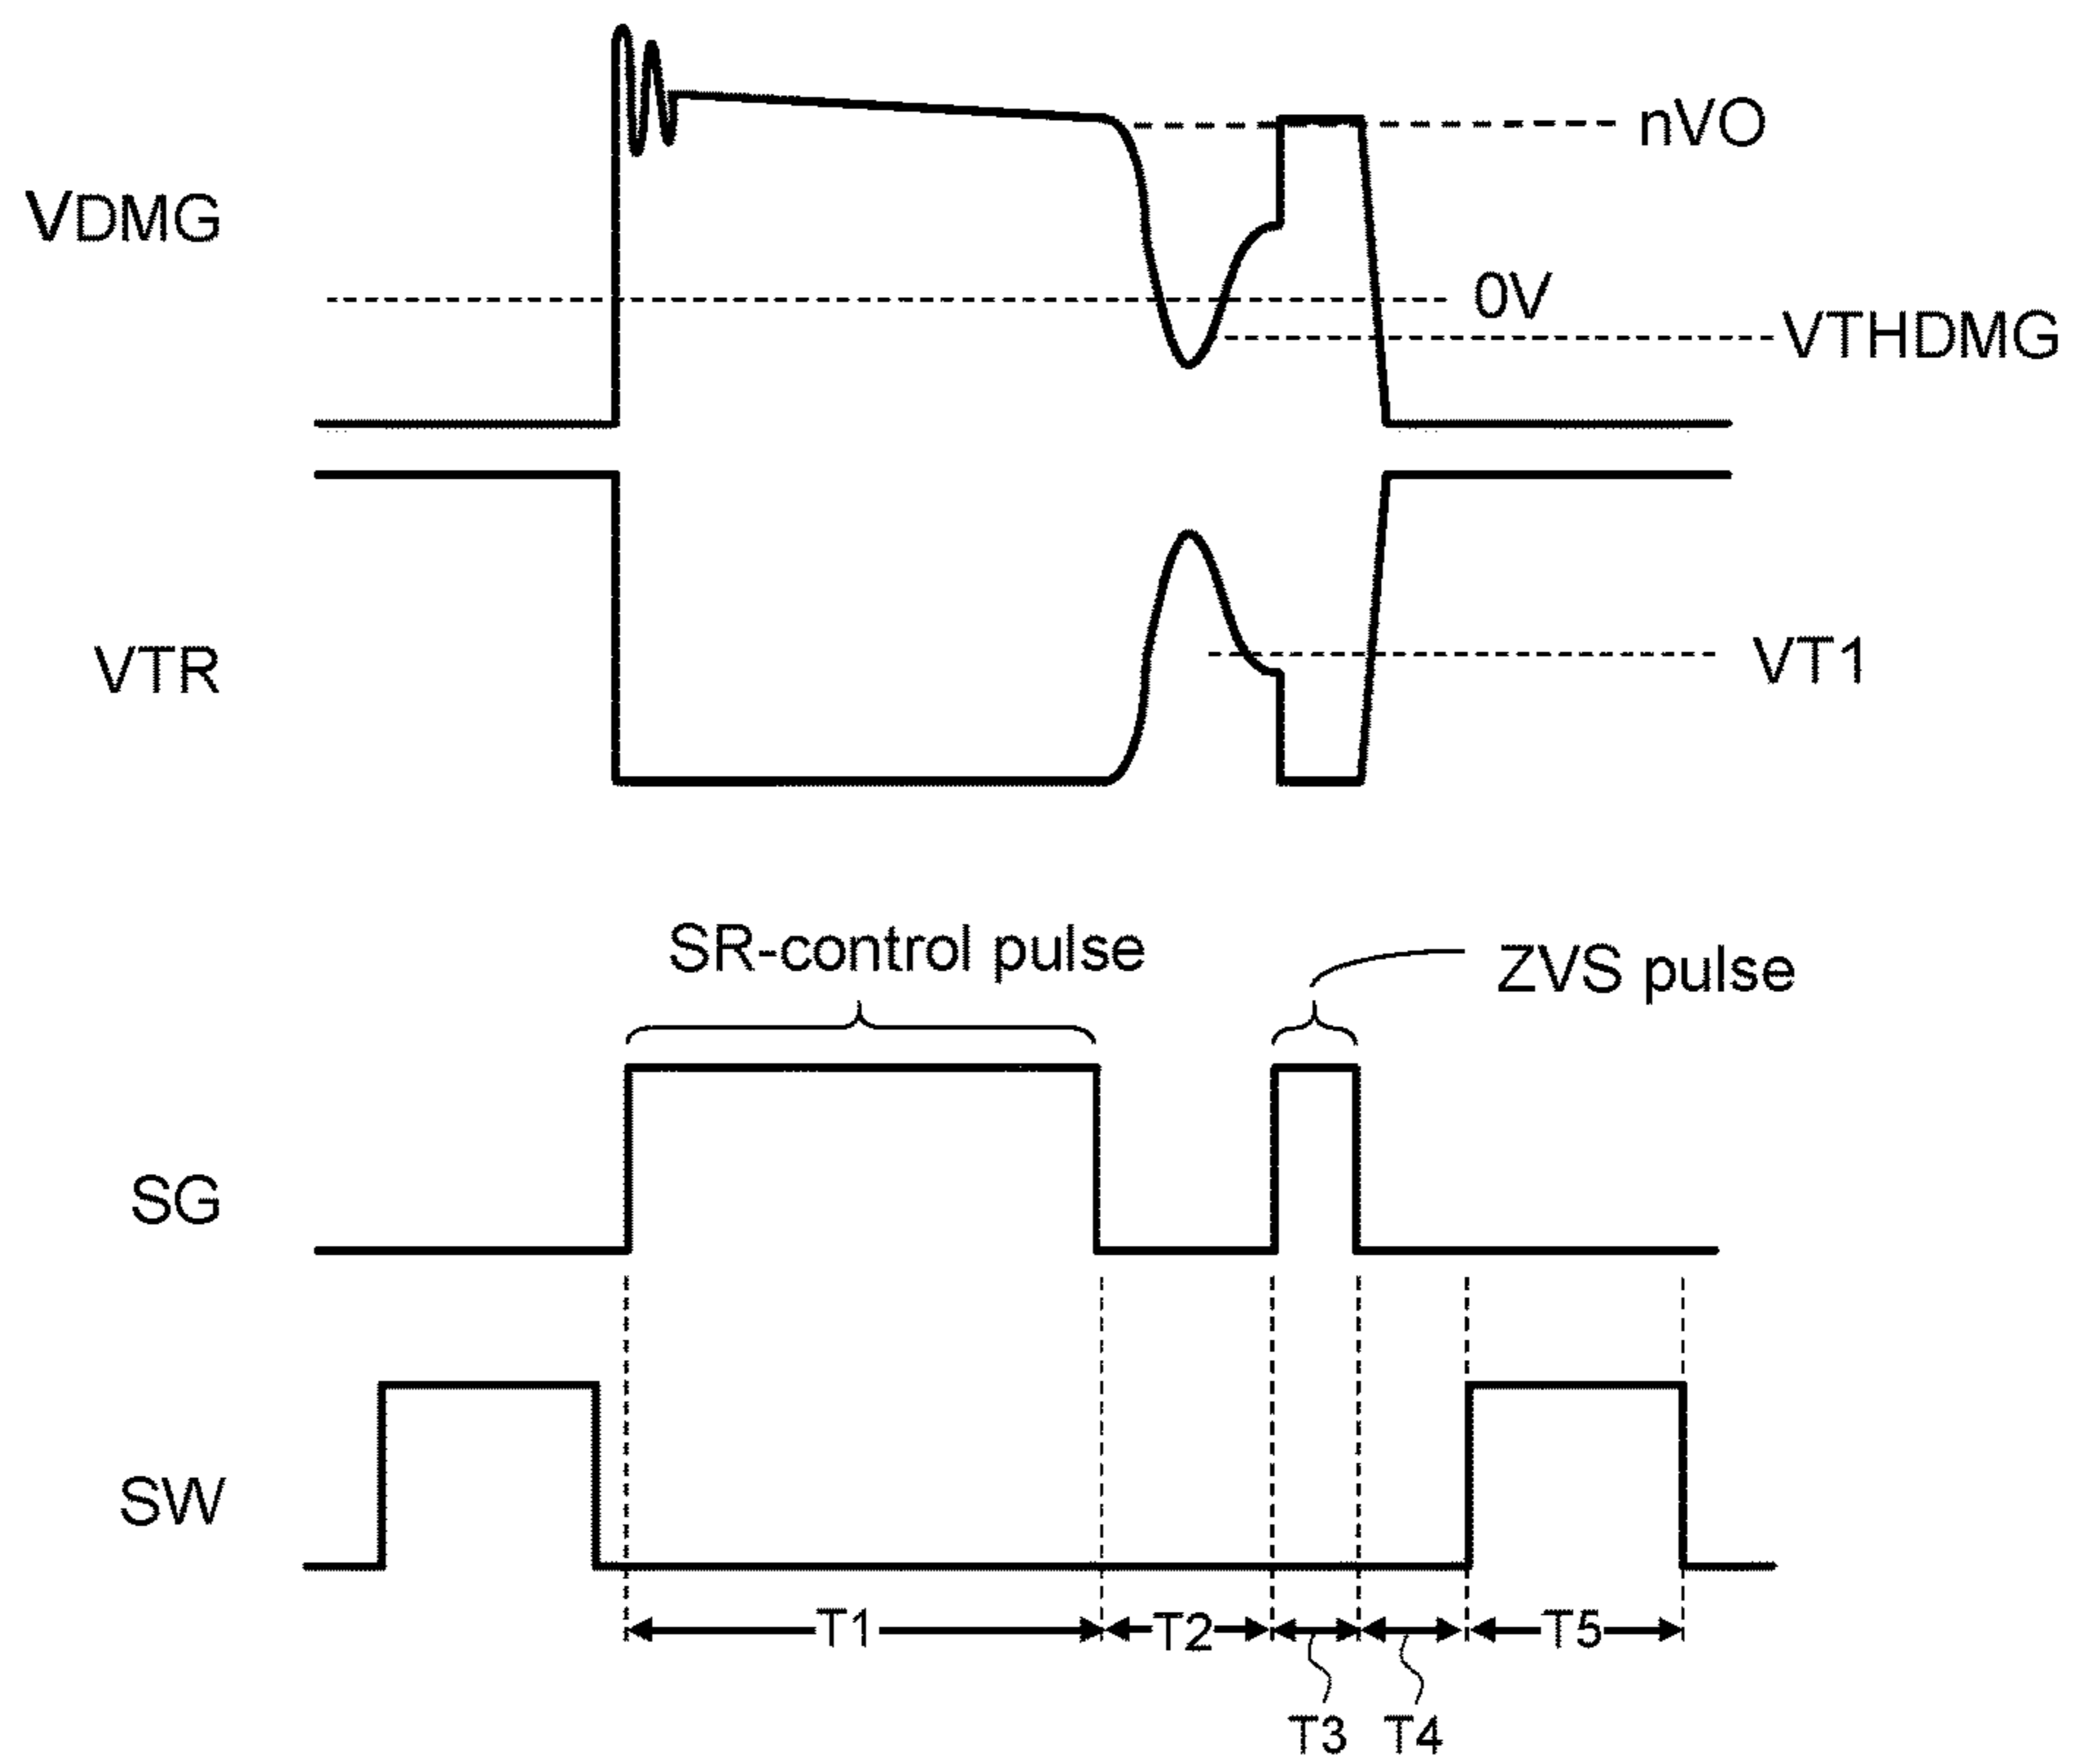 nVO
VDMG
0V
VTHDMG
VTR
VT1
SR-control pulse
ZVS pulse
SG
SW
T1
T2
T5
T3
T4